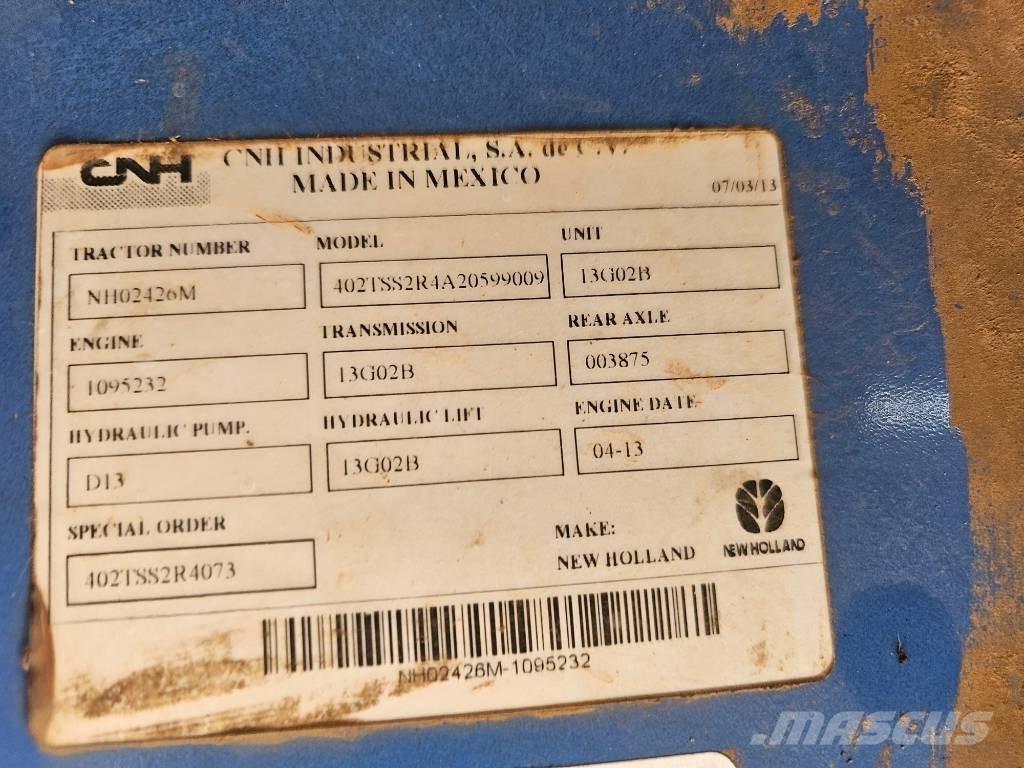 CNH CNH INDUSTRIAL, S.A. de C.V.
MADE IN MEXICO
07/03/13
TRACTOR NUMBER MODEL UNIT
NH02426M 402TSS2R4A20599009 13G02B
ENGINE TRANSMISSION REAR AXLE
1095232 13G02B 003875
HYDRAULIC PUMP. HYDRAULIC LIFT ENGINE DATE
D13 13G02B 04-13
SPECIAL ORDER
402TSS2R4073
MAKE:
NEW HOLLAND
NEW HOLLAND
NH02426M-1095232
MASCUS